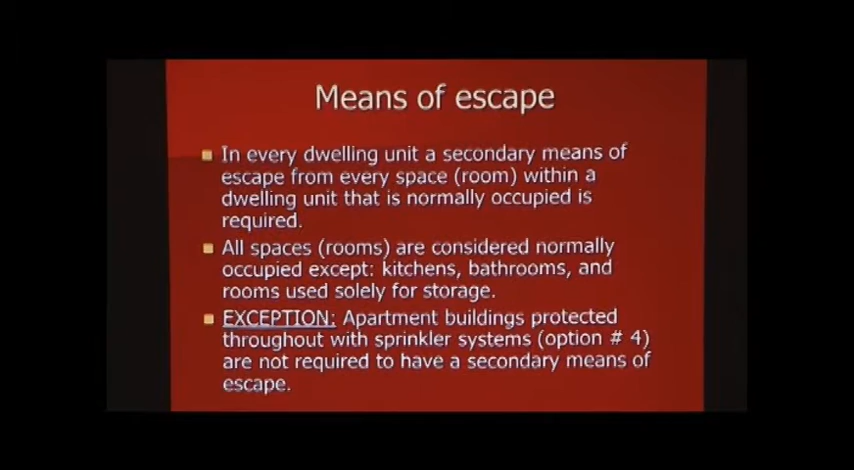 Means of escape
In every dwelling unit a secondary means of
escape from every space (room) within a
dwelling unit that is normally occupied is
required.
All spaces (rooms) are considered normally
occupied except: kitchens, bathrooms, and
rooms used solely for storage.
EXCEPTION: Apartment buildings protected
throughout with sprinkler systems (option # 4)
are not required to have a secondary means of
escape.